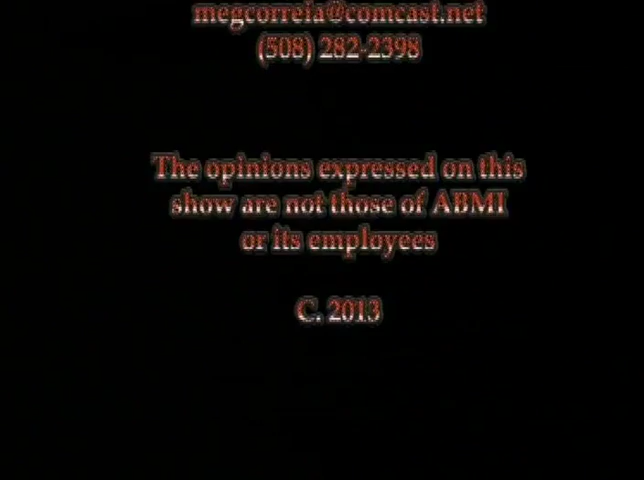 megcorreia@comcast.net
(508) 282-2398
The opinions expressed on this
show are not those of ABMI
or its employees
C. 2013